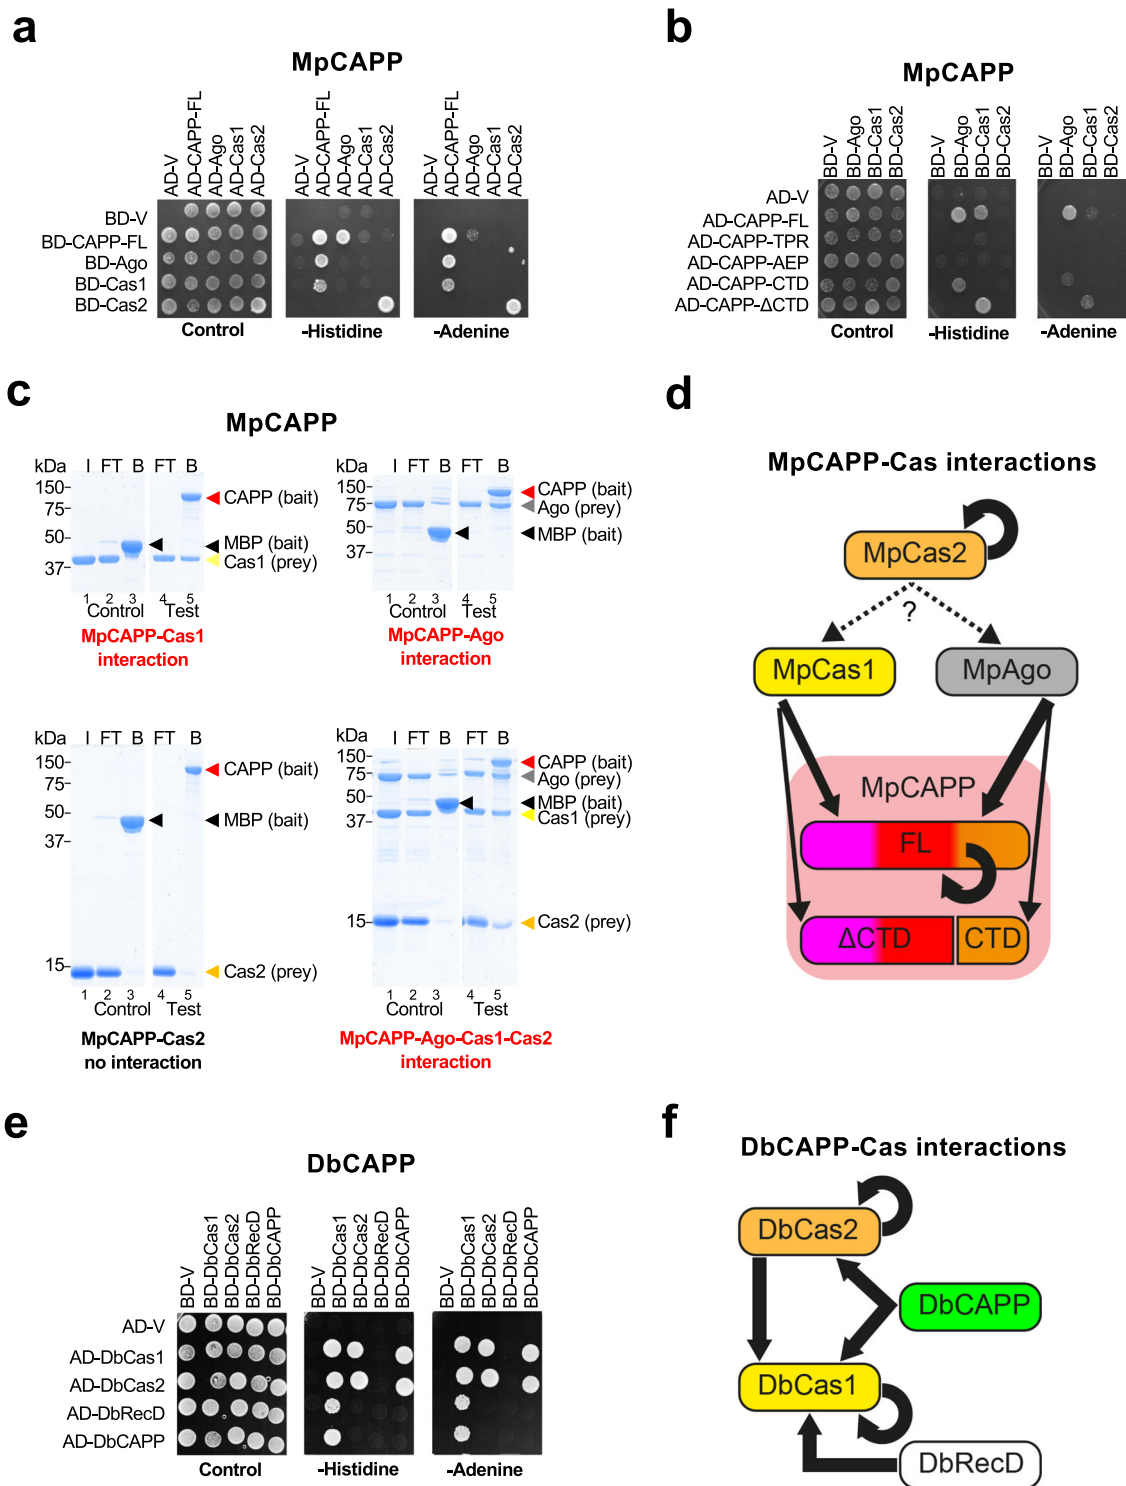 a
MpCAPP
AD-V
AD-CAPP-FL
AD-Ago
AD-Cas1
AD-Cas2
AD-V
AD-CAPP-FL
AD-Ago
AD-Cas1
AD-Cas2
AD-V
AD-CAPP-FL
AD-Ago
AD-Cas1
AD-Cas2
BD-V
BD-CAPP-FL
BD-Ago
BD-Cas1
BD-Cas2
Control
-Histidine
-Adenine
b
MpCAPP
BD-V
BD-Ago
BD-Cas1
BD-Cas2
BD-V
BD-Ago
BD-Cas1
BD-Cas2
BD-V
BD-Ago
BD-Cas1
BD-Cas2
AD-V
AD-CAPP-FL
AD-CAPP-TPR
AD-CAPP-AEP
AD-CAPP-CTD
AD-CAPP-ΔCTD
Control
-Histidine
-Adenine
c
MpCAPP
kDa I FT B FT B
150
75
50
37
CAPP (bait)
MBP (bait)
Cas1 (prey)
1 2 3 4 5
Control Test
MpCAPP-Cas1
interaction
kDa I FT B FT B
150
75
50
37
CAPP (bait)
Ago (prey)
MBP (bait)
1 2 3 4 5
Control Test
MpCAPP-Ago
interaction
kDa I FT B FT B
150
75
50
37
15
CAPP (bait)
MBP (bait)
Cas2 (prey)
1 2 3 4 5
Control Test
MpCAPP-Cas2
no interaction
kDa I FT B FT B
150
75
50
37
15
CAPP (bait)
Ago (prey)
MBP (bait)
Cas1 (prey)
Cas2 (prey)
1 2 3 4 5
Control Test
MpCAPP-Ago-Cas1-Cas2
interaction
d
MpCAPP-Cas interactions
MpCas2
?
MpCas1
MpAgo
MpCAPP
FL
ΔCTD
CTD
e
DbCAPP
BD-V
BD-DbCas1
BD-DbCas2
BD-DbRecD
BD-DbCAPP
BD-V
BD-DbCas1
BD-DbCas2
BD-DbRecD
BD-DbCAPP
BD-V
BD-DbCas1
BD-DbCas2
BD-DbRecD
BD-DbCAPP
AD-V
AD-DbCas1
AD-DbCas2
AD-DbRecD
AD-DbCAPP
Control
-Histidine
-Adenine
f
DbCAPP-Cas interactions
DbCas2
DbCAPP
DbCas1
DbRecD